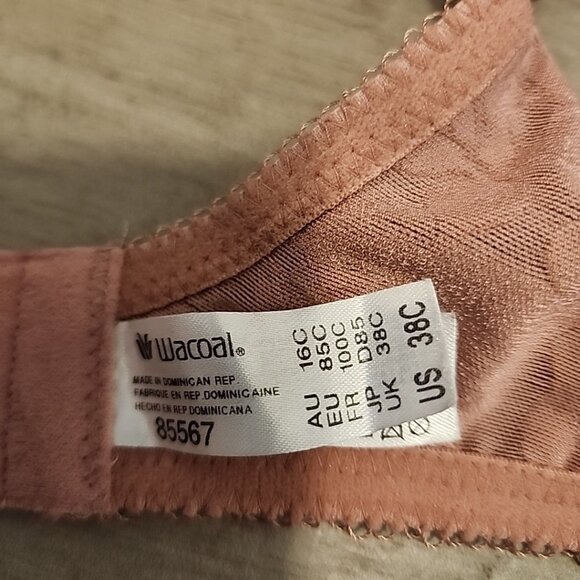 Wacoal®
MADE IN DOMINICAN REP.
FABRIQUE EN REP DOMINICAINE
HECHO EN REP DOMINICANA
85567
AU 16C
EU 85C
FR 100C
JP D85
UK 38C
US 38C